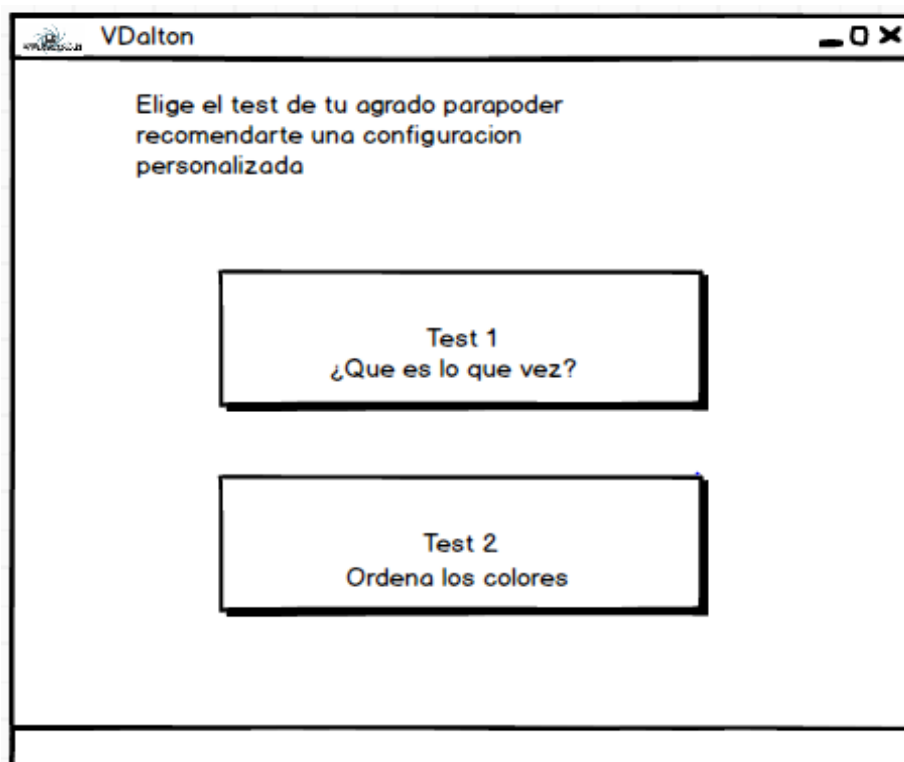 VDalton
Elige el test de tu agrado parapoder
recomendarte una configuracion
personalizada
Test 1
¿Que es lo que vez?
Test 2
Ordena los colores